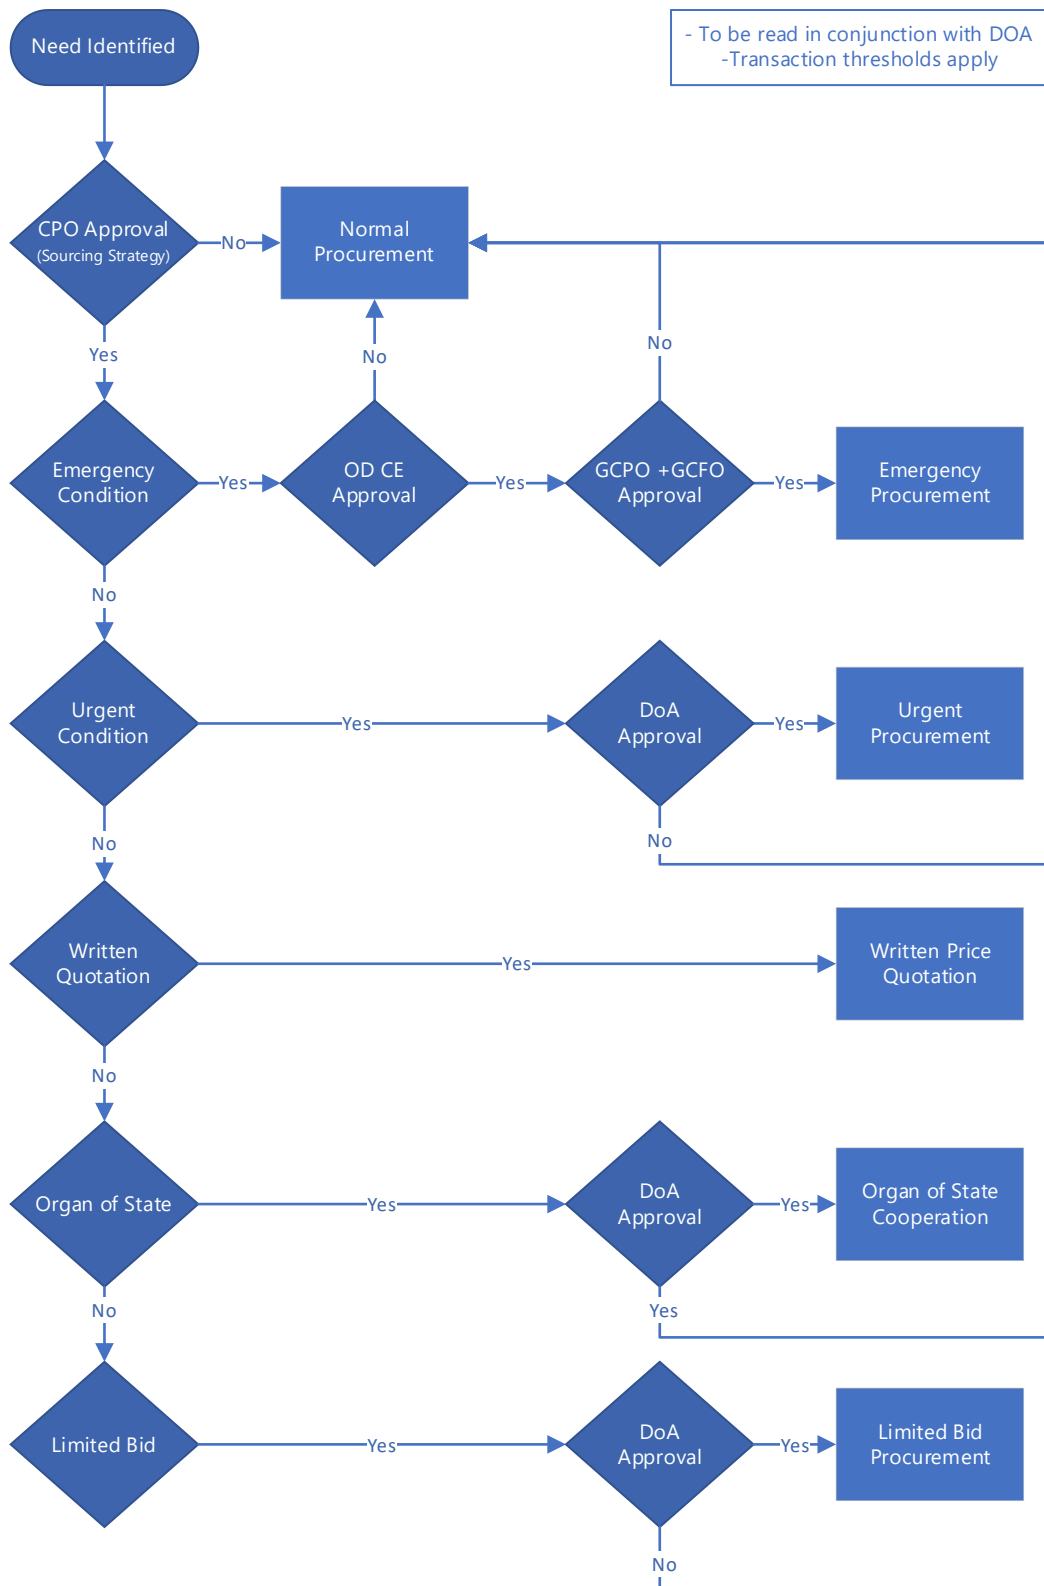 Need Identified
- To be read in conjunction with DOA
-Transaction thresholds apply
CPO Approval
(Sourcing Strategy)
No
Normal
Procurement
Yes
No
No
Emergency
Condition
Yes
OD CE
Approval
Yes
GCPO +GCFO
Approval
Yes
Emergency
Procurement
No
Urgent
Condition
Yes
DoA
Approval
Yes
Urgent
Procurement
No
No
Written
Quotation
Yes
Written Price
Quotation
No
Organ of State
Yes
DoA
Approval
Yes
Organ of State
Cooperation
No
Yes
Limited Bid
Yes
DoA
Approval
Yes
Limited Bid
Procurement
No